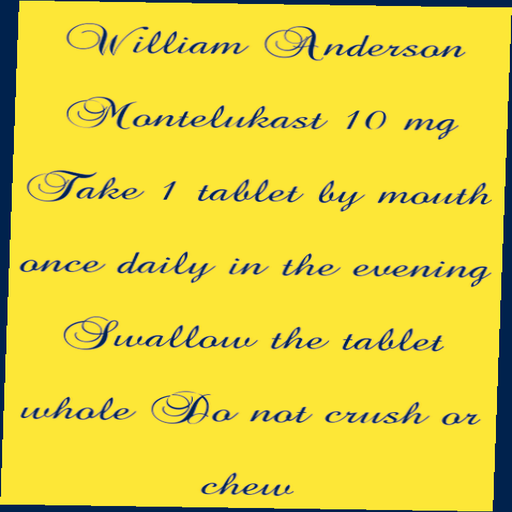 William Anderson
Montelukast 10 mg
Take 1 tablet by mouth
once daily in the evening
Swallow the tablet
whole Do not crush or
chew